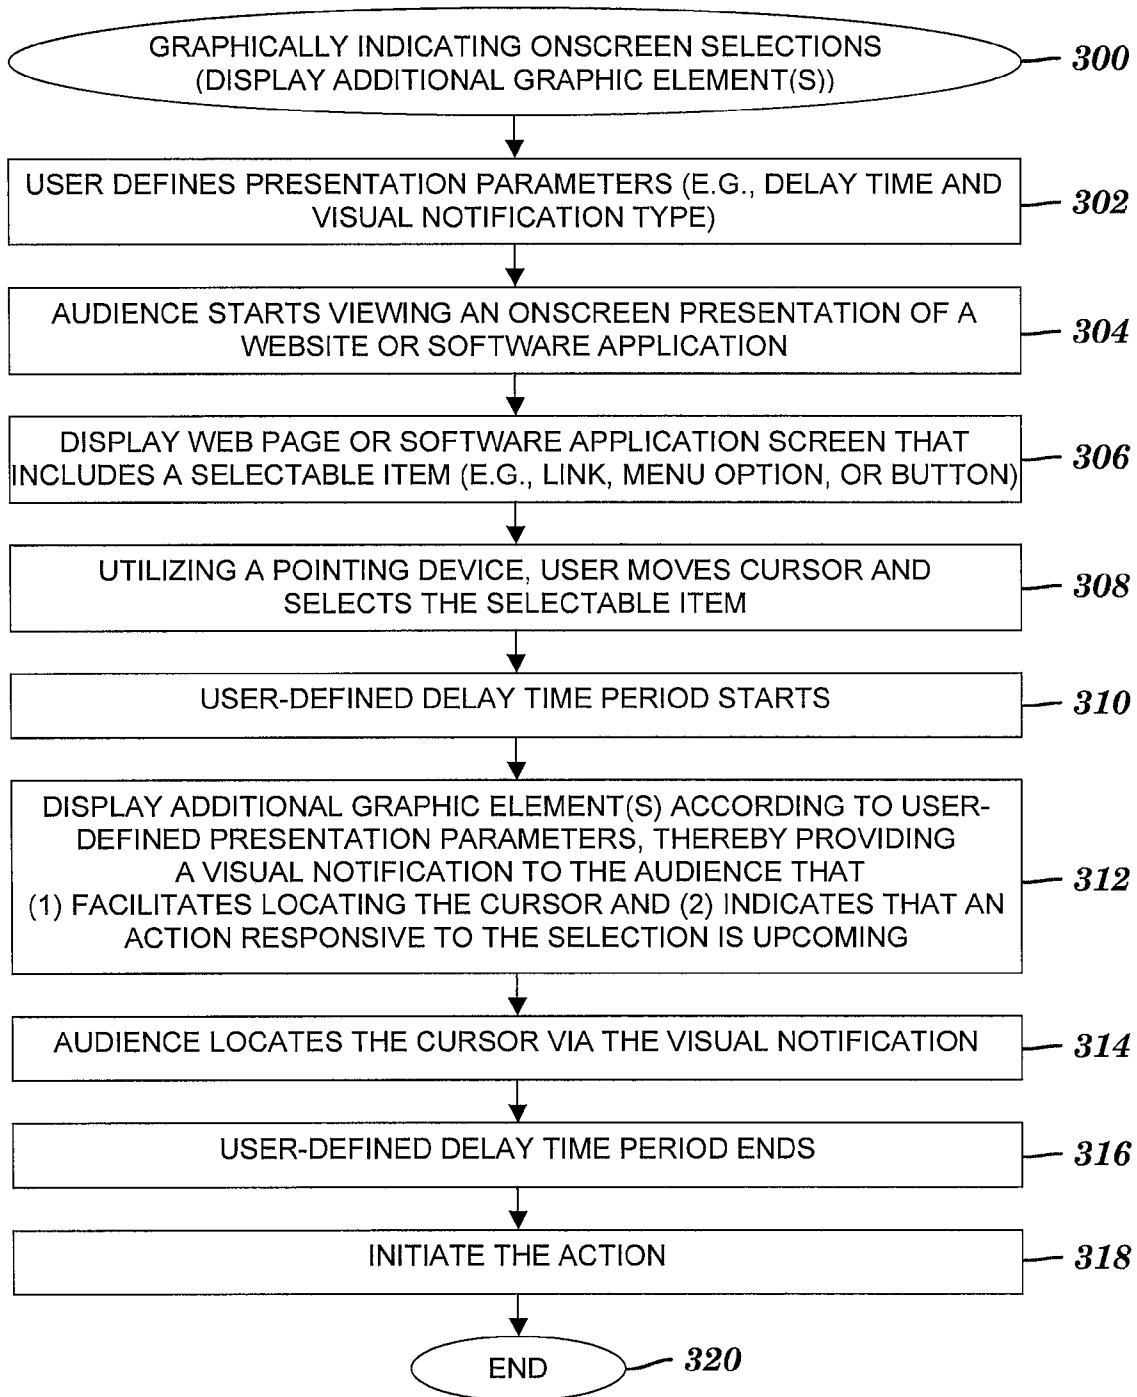 GRAPHICALLY INDICATING ONSCREEN SELECTIONS
(DISPLAY ADDITIONAL GRAPHIC ELEMENT(S))
300
USER DEFINES PRESENTATION PARAMETERS (E.G., DELAY TIME AND
VISUAL NOTIFICATION TYPE)
302
AUDIENCE STARTS VIEWING AN ONSCREEN PRESENTATION OF A
WEBSITE OR SOFTWARE APPLICATION
304
DISPLAY WEB PAGE OR SOFTWARE APPLICATION SCREEN THAT
INCLUDES A SELECTABLE ITEM (E.G., LINK, MENU OPTION, OR BUTTON)
306
UTILIZING A POINTING DEVICE, USER MOVES CURSOR AND
SELECTS THE SELECTABLE ITEM
308
USER-DEFINED DELAY TIME PERIOD STARTS
310
DISPLAY ADDITIONAL GRAPHIC ELEMENT(S) ACCORDING TO USER-
DEFINED PRESENTATION PARAMETERS, THEREBY PROVIDING
A VISUAL NOTIFICATION TO THE AUDIENCE THAT
(1) FACILITATES LOCATING THE CURSOR AND (2) INDICATES THAT AN
ACTION RESPONSIVE TO THE SELECTION IS UPCOMING
312
AUDIENCE LOCATES THE CURSOR VIA THE VISUAL NOTIFICATION
314
USER-DEFINED DELAY TIME PERIOD ENDS
316
INITIATE THE ACTION
318
END
320